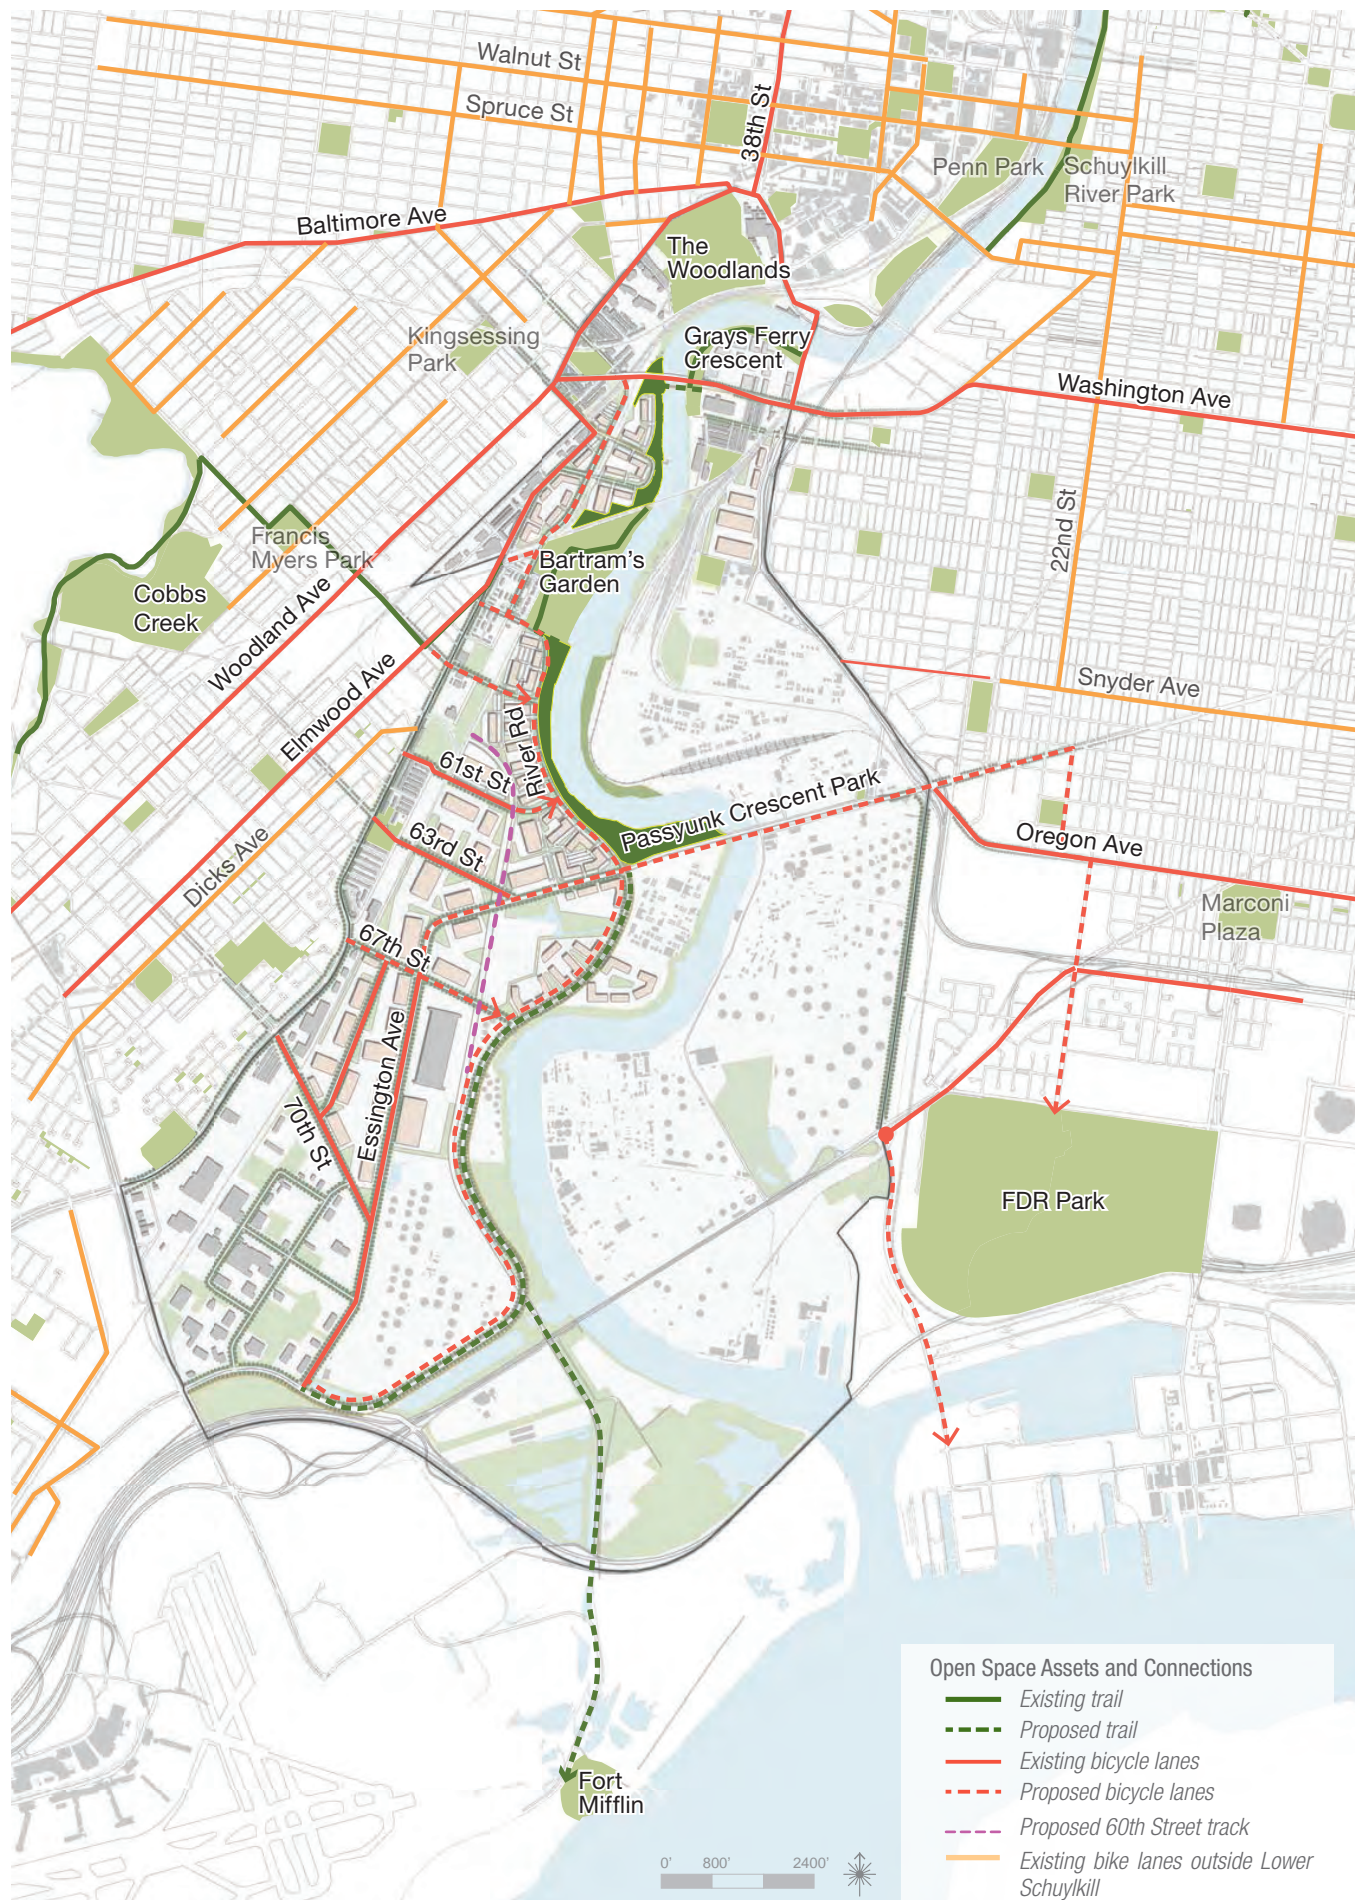 Walnut St
Spruce St
38th St
Penn Park
Schuylkill
River Park
Baltimore Ave
The
Woodlands
Kingsessing
Park
Grays Ferry
Crescent
Washington Ave
22nd St
Francis
Myers Park
Bartram's
Garden
Cobbs
Creek
Woodland Ave
Elmwood Ave
Snyder Ave
River Rd
61st St
Passyunk Crescent Park
63rd St
Oregon Ave
Dicks Ave
Marconi
Plaza
67th St
Essington Ave
70th St
FDR Park
Fort
Mifflin
Open Space Assets and Connections
Existing trail
Proposed trail
Existing bicycle lanes
Proposed bicycle lanes
Proposed 60th Street track
Existing bike lanes outside Lower
Schuylkill
0' 800' 2400'